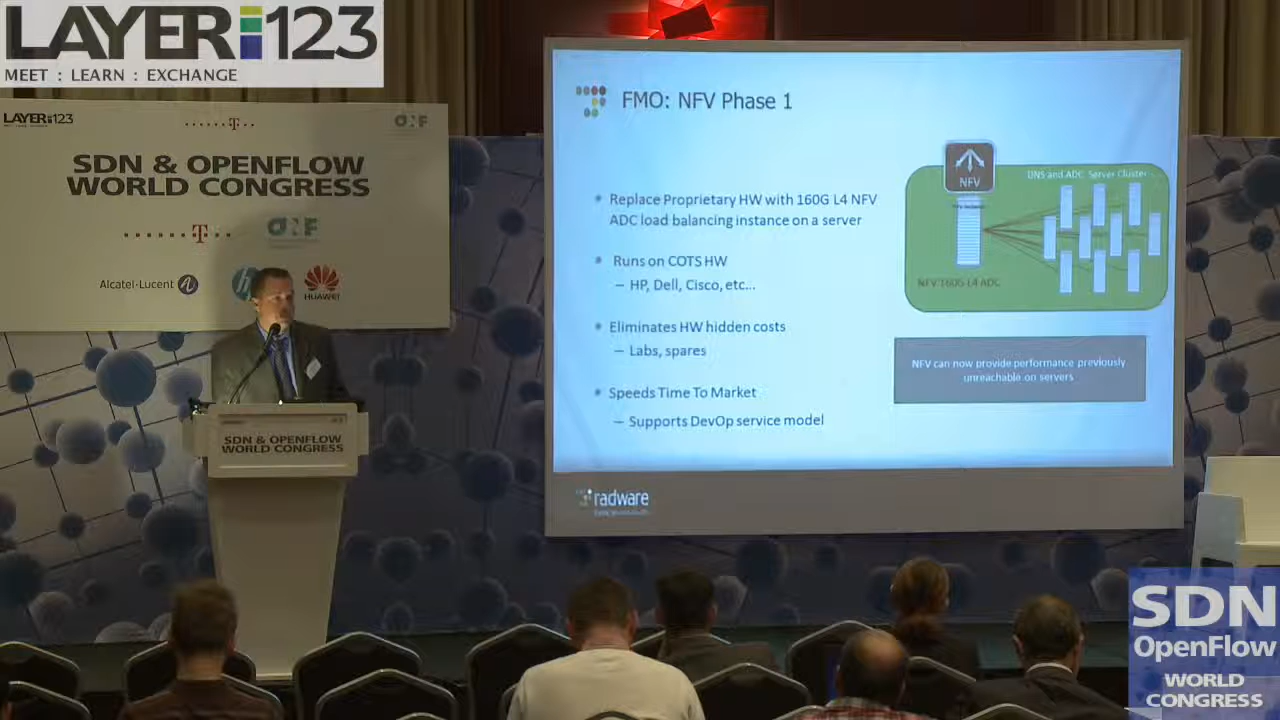 LAYER123
MEET : LEARN : EXCHANGE
LAYER123
T
ONF
SDN & OPENFLOW
WORLD CONGRESS
T
ONF
Alcatel-Lucent
hp
HUAWEI
SDN & OPENFLOW
WORLD CONGRESS
FMO: NFV Phase 1
Replace Proprietary HW with 160G L4 NFV
ADC load balancing instance on a server
Runs on COTS HW
– HP, Dell, Cisco, etc...
Eliminates HW hidden costs
– Labs, spares
Speeds Time To Market
– Supports DevOp service model
NFV
DNS and ADC Server Cluster
NFV 160G L4 ADC
NFV can now provide performance previously
unreachable on servers
radware
SDN
OpenFlow
WORLD
CONGRESS